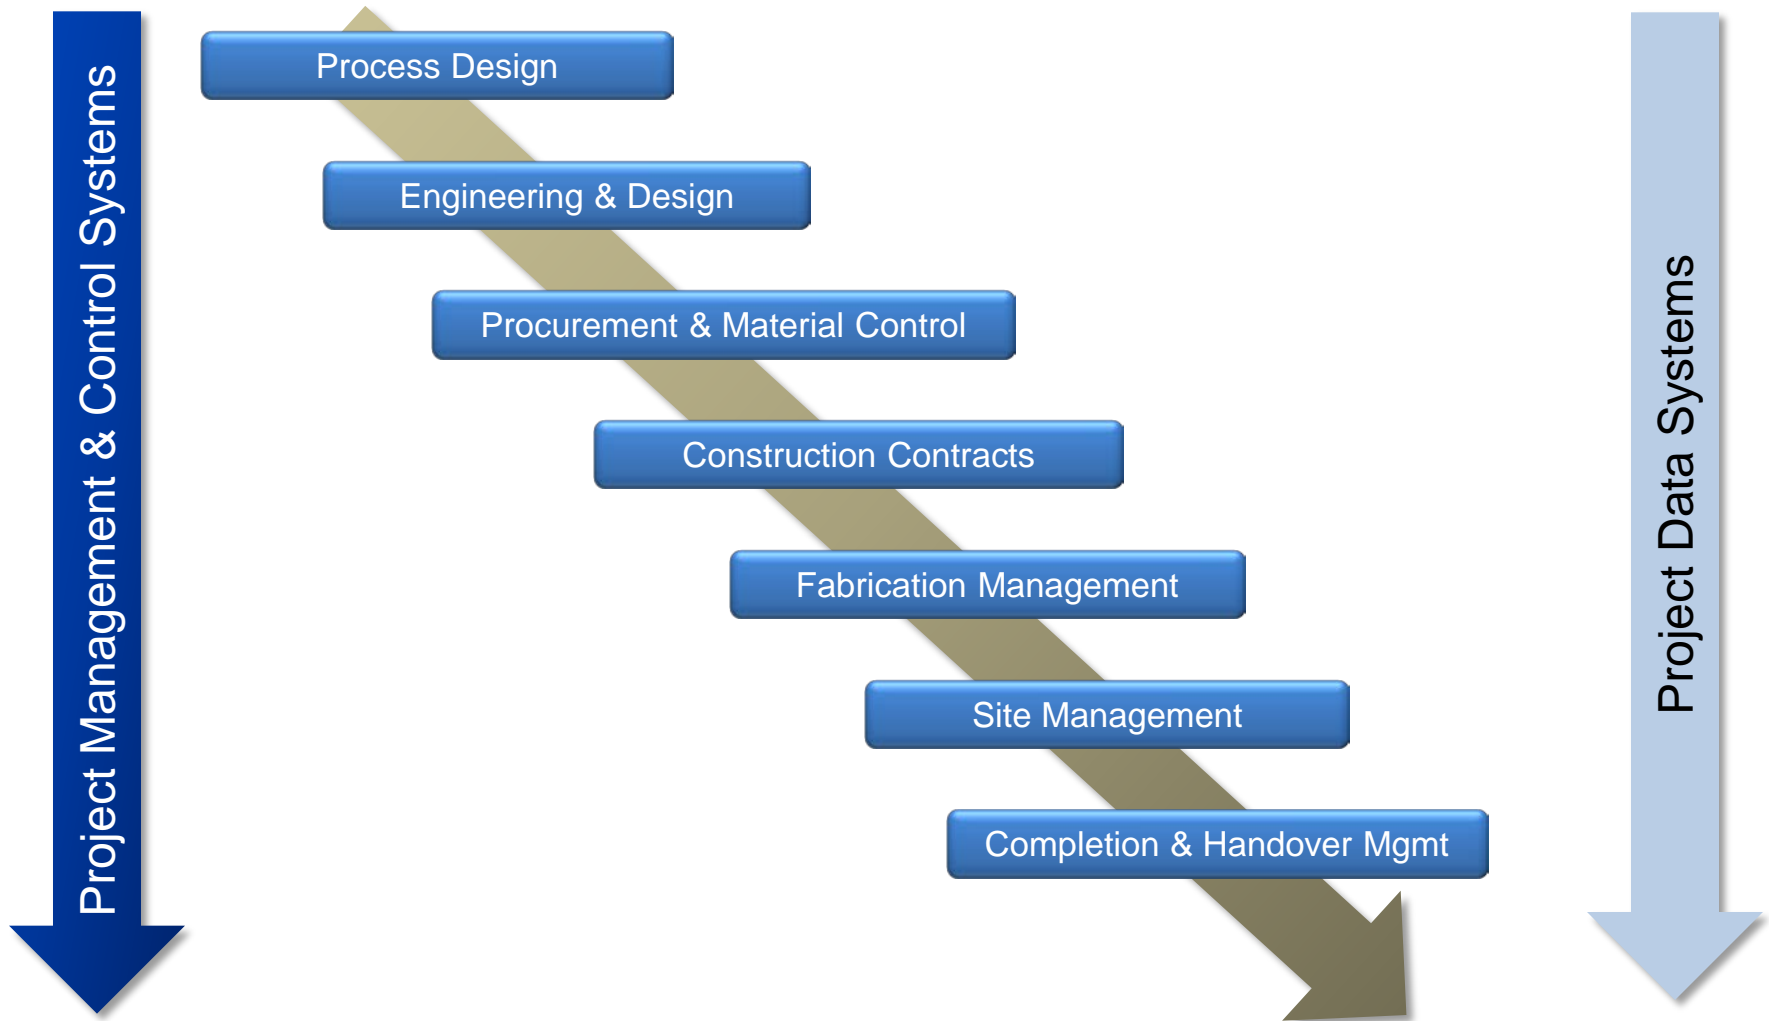 Project Management & Control Systems
Process Design
Engineering & Design
Procurement & Material Control
Construction Contracts
Fabrication Management
Site Management
Completion & Handover Mgmt
Project Data Systems